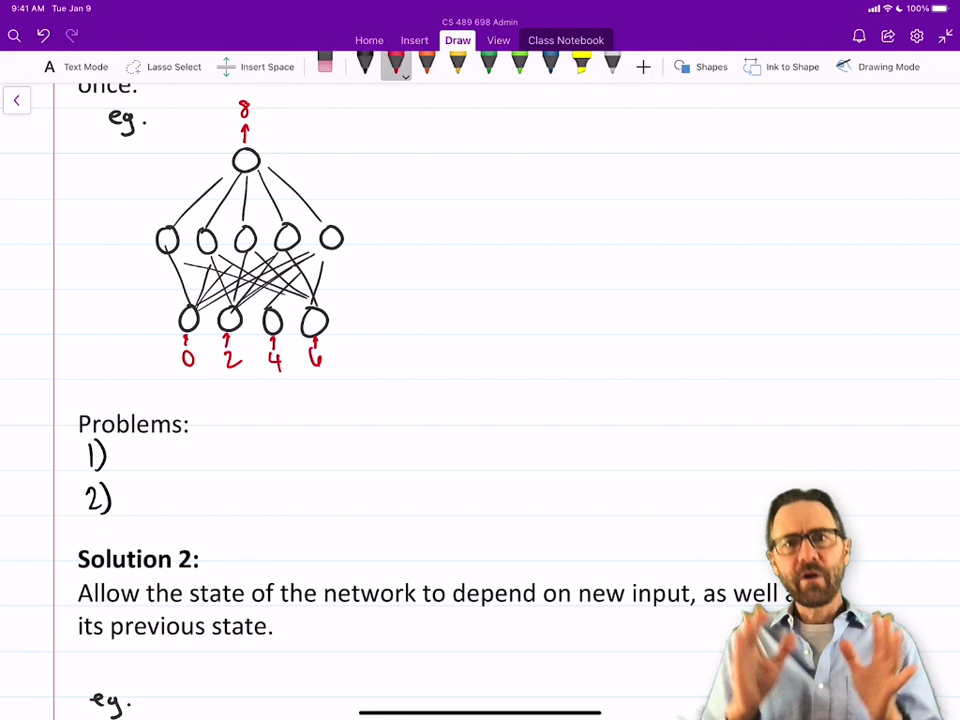 9:41 AM Tue Jan 9
100%
CS 489 698 Admin
Home Insert Draw View Class Notebook
A Text Mode Lasso Select Insert Space Shapes Ink to Shape Drawing Mode
once.
eg.
8
0 2 4 6
Problems:
1)
2)
Solution 2:
Allow the state of the network to depend on new input, as well
its previous state.
eg.